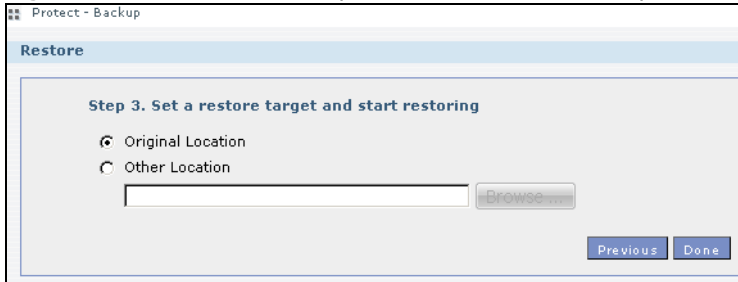 Protect - Backup
Restore
Step 3. Set a restore target and start restoring
Original Location
Other Location
Browse ...
Previous Done